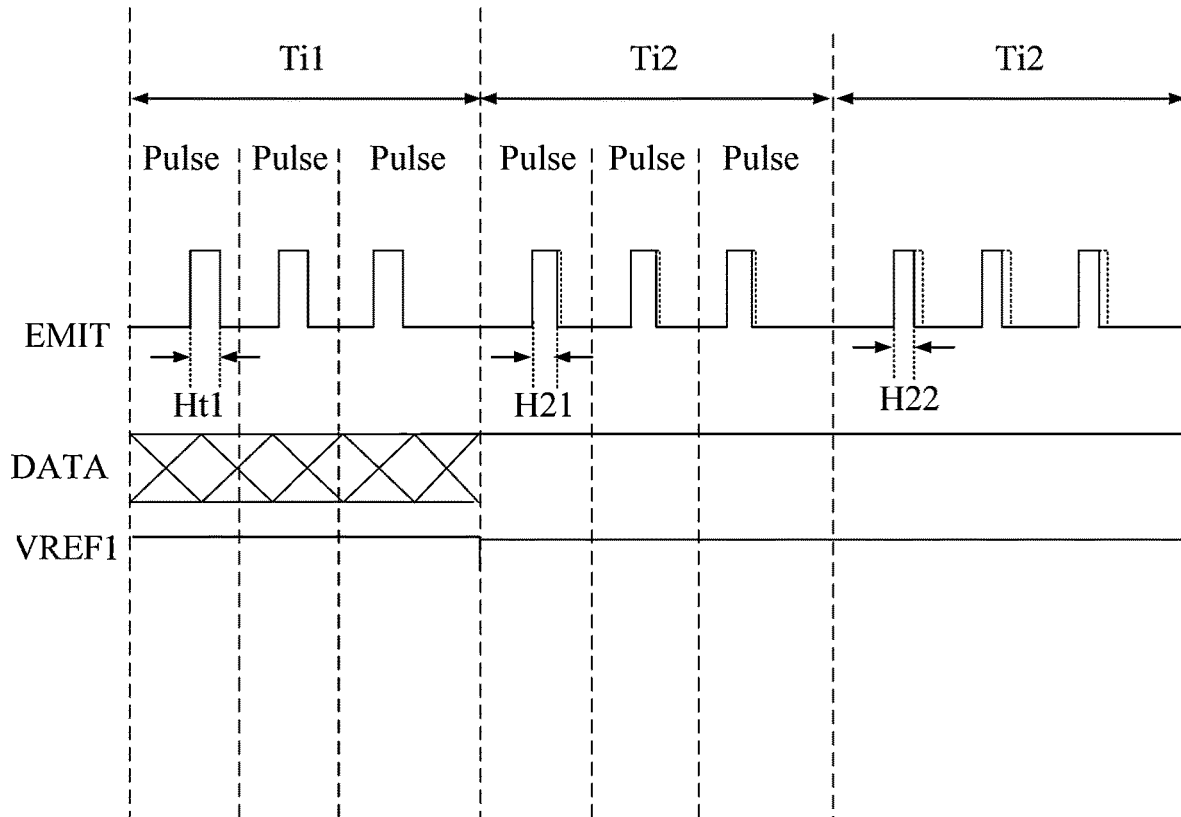 Ti1 Ti2 Ti2
Pulse Pulse Pulse Pulse Pulse Pulse
EMIT
Ht1 H21 H22
DATA
VREF1